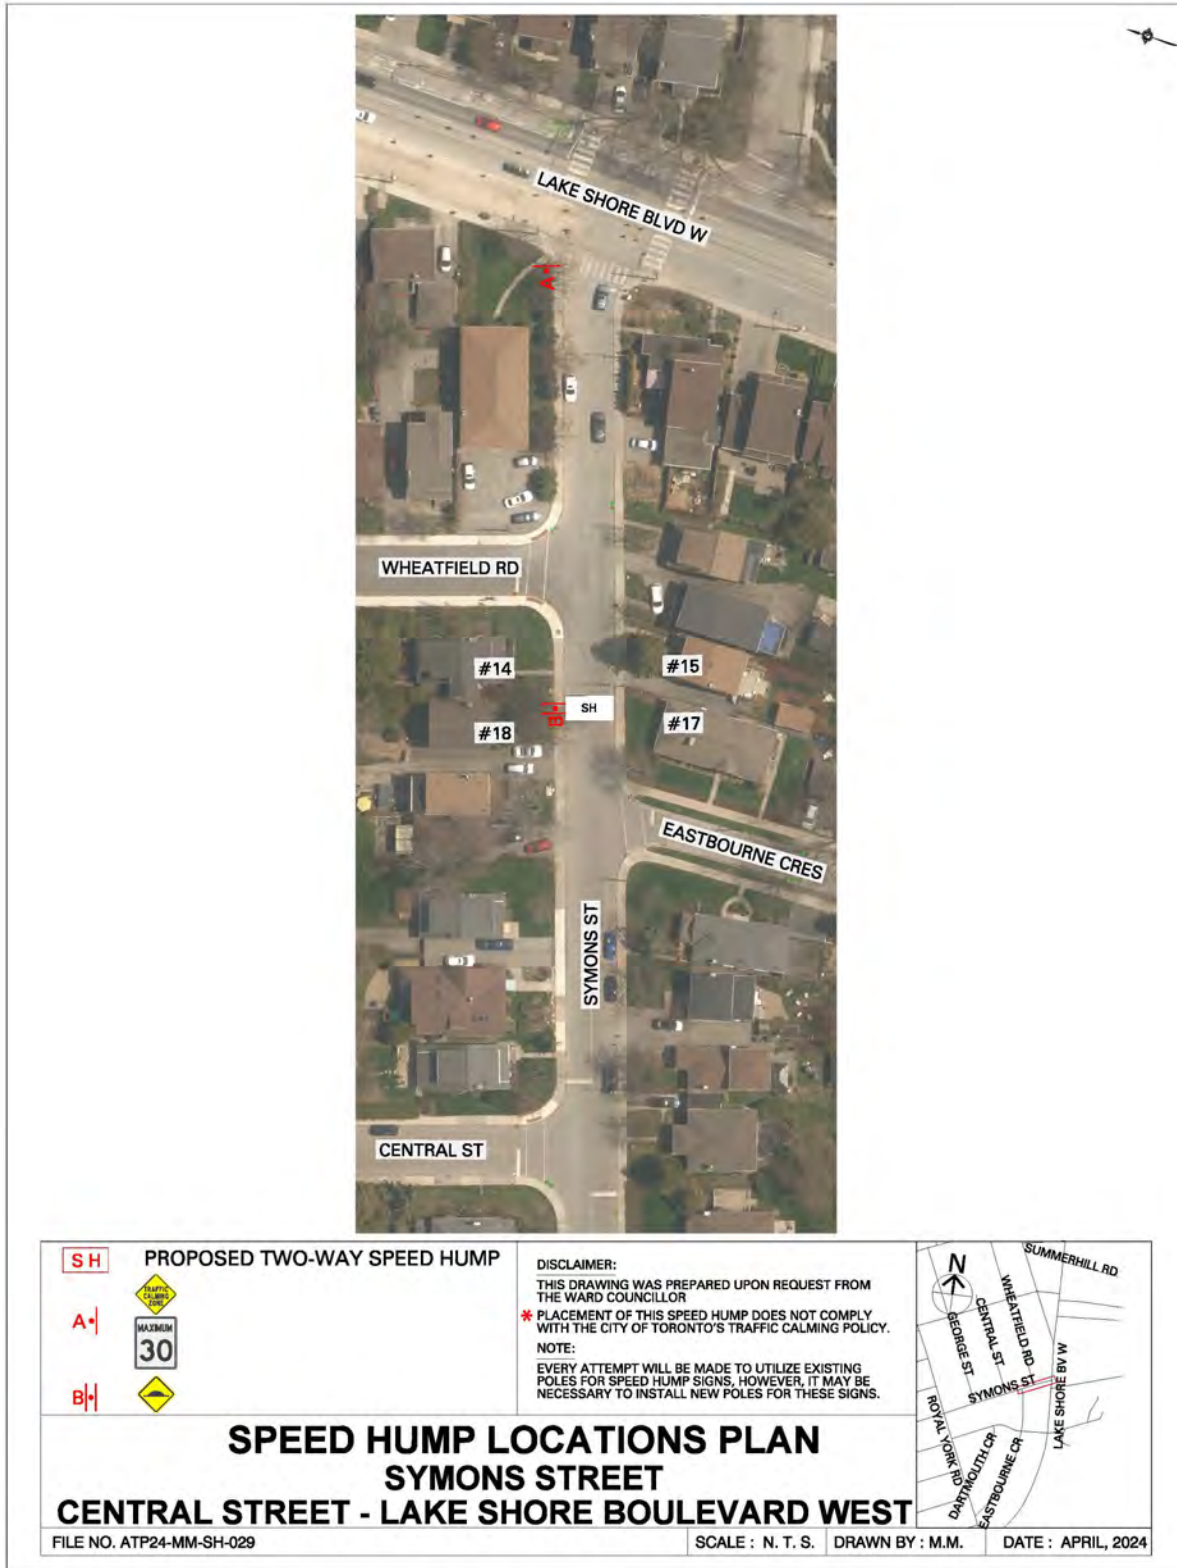 LAKE SHORE BLVD W
A
WHEATFIELD RD
#14
#15
B
SH
#18
#17
EASTBOURNE CRES
SYMONS ST
CENTRAL ST
SH PROPOSED TWO-WAY SPEED HUMP
TRAFFIC
CALMING
ZONE
A
MAXIMUM
30
B
DISCLAIMER:
THIS DRAWING WAS PREPARED UPON REQUEST FROM
THE WARD COUNCILLOR
* PLACEMENT OF THIS SPEED HUMP DOES NOT COMPLY
WITH THE CITY OF TORONTO'S TRAFFIC CALMING POLICY.
NOTE:
EVERY ATTEMPT WILL BE MADE TO UTILIZE EXISTING
POLES FOR SPEED HUMP SIGNS, HOWEVER, IT MAY BE
NECESSARY TO INSTALL NEW POLES FOR THESE SIGNS.
N
SUMMERHILL RD
WHEATFIELD RD
CENTRAL ST
GEORGE ST
SYMONS ST
LAKE SHORE BV W
ROYAL YORK RD
DARTMOUTH CR
EASTBOURNE CR
SPEED HUMP LOCATIONS PLAN
SYMONS STREET
CENTRAL STREET - LAKE SHORE BOULEVARD WEST
FILE NO. ATP24-MM-SH-029
SCALE : N. T. S.
DRAWN BY : M.M.
DATE : APRIL, 2024